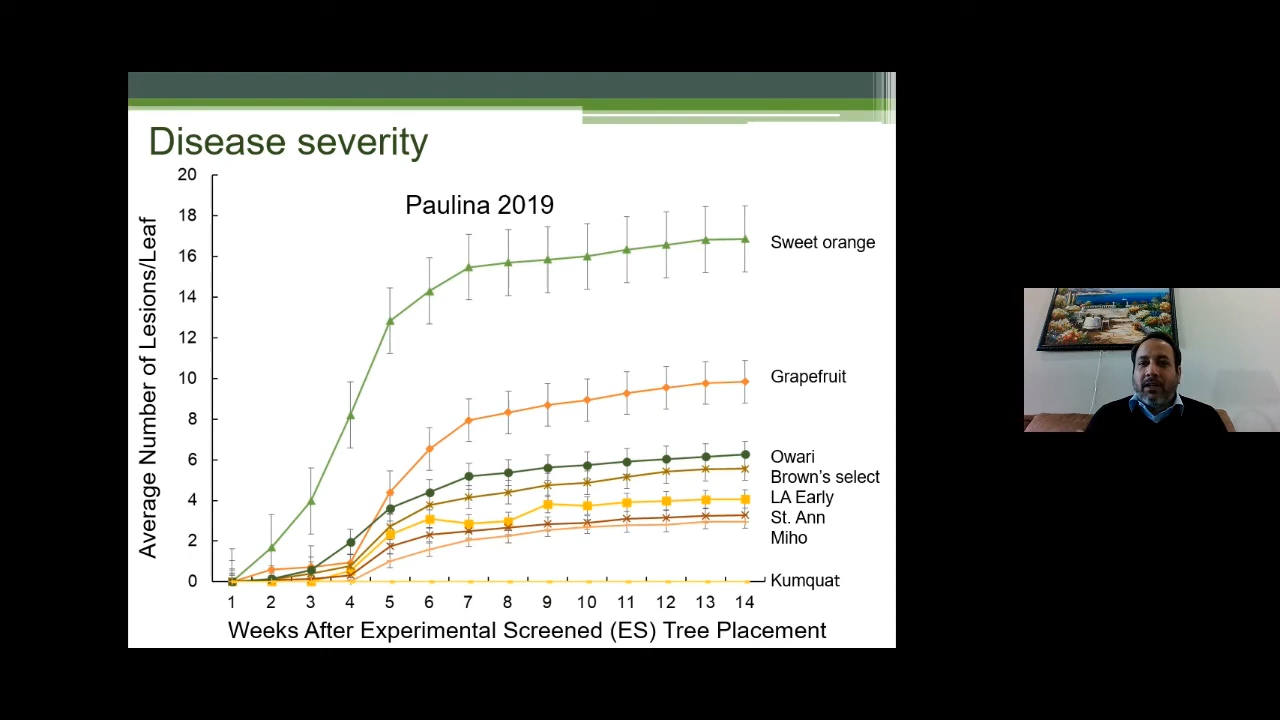 Disease severity
Paulina 2019
Average Number of Lesions/Leaf
20
18
16
14
12
10
8
6
4
2
0
Sweet orange
Grapefruit
Owari
Brown's select
LA Early
St. Ann
Miho
Kumquat
1 2 3 4 5 6 7 8 9 10 11 12 13 14
Weeks After Experimental Screened (ES) Tree Placement